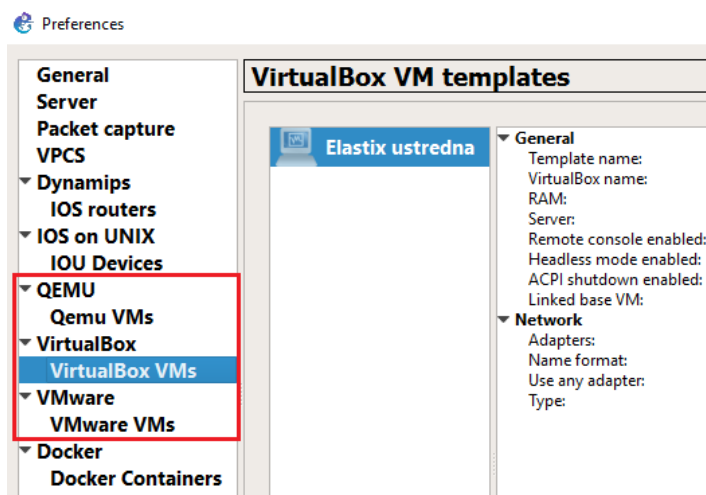 Preferences
General
Server
Packet capture
VPCS
Dynamips
IOS routers
IOS on UNIX
IOU Devices
QEMU
Qemu VMs
VirtualBox
VirtualBox VMs
VMware
VMware VMs
Docker
Docker Containers
VirtualBox VM templates
Elastix ustredna
General
Template name:
VirtualBox name:
RAM:
Server:
Remote console enabled:
Headless mode enabled:
ACPI shutdown enabled:
Linked base VM:
Network
Adapters:
Name format:
Use any adapter:
Type: